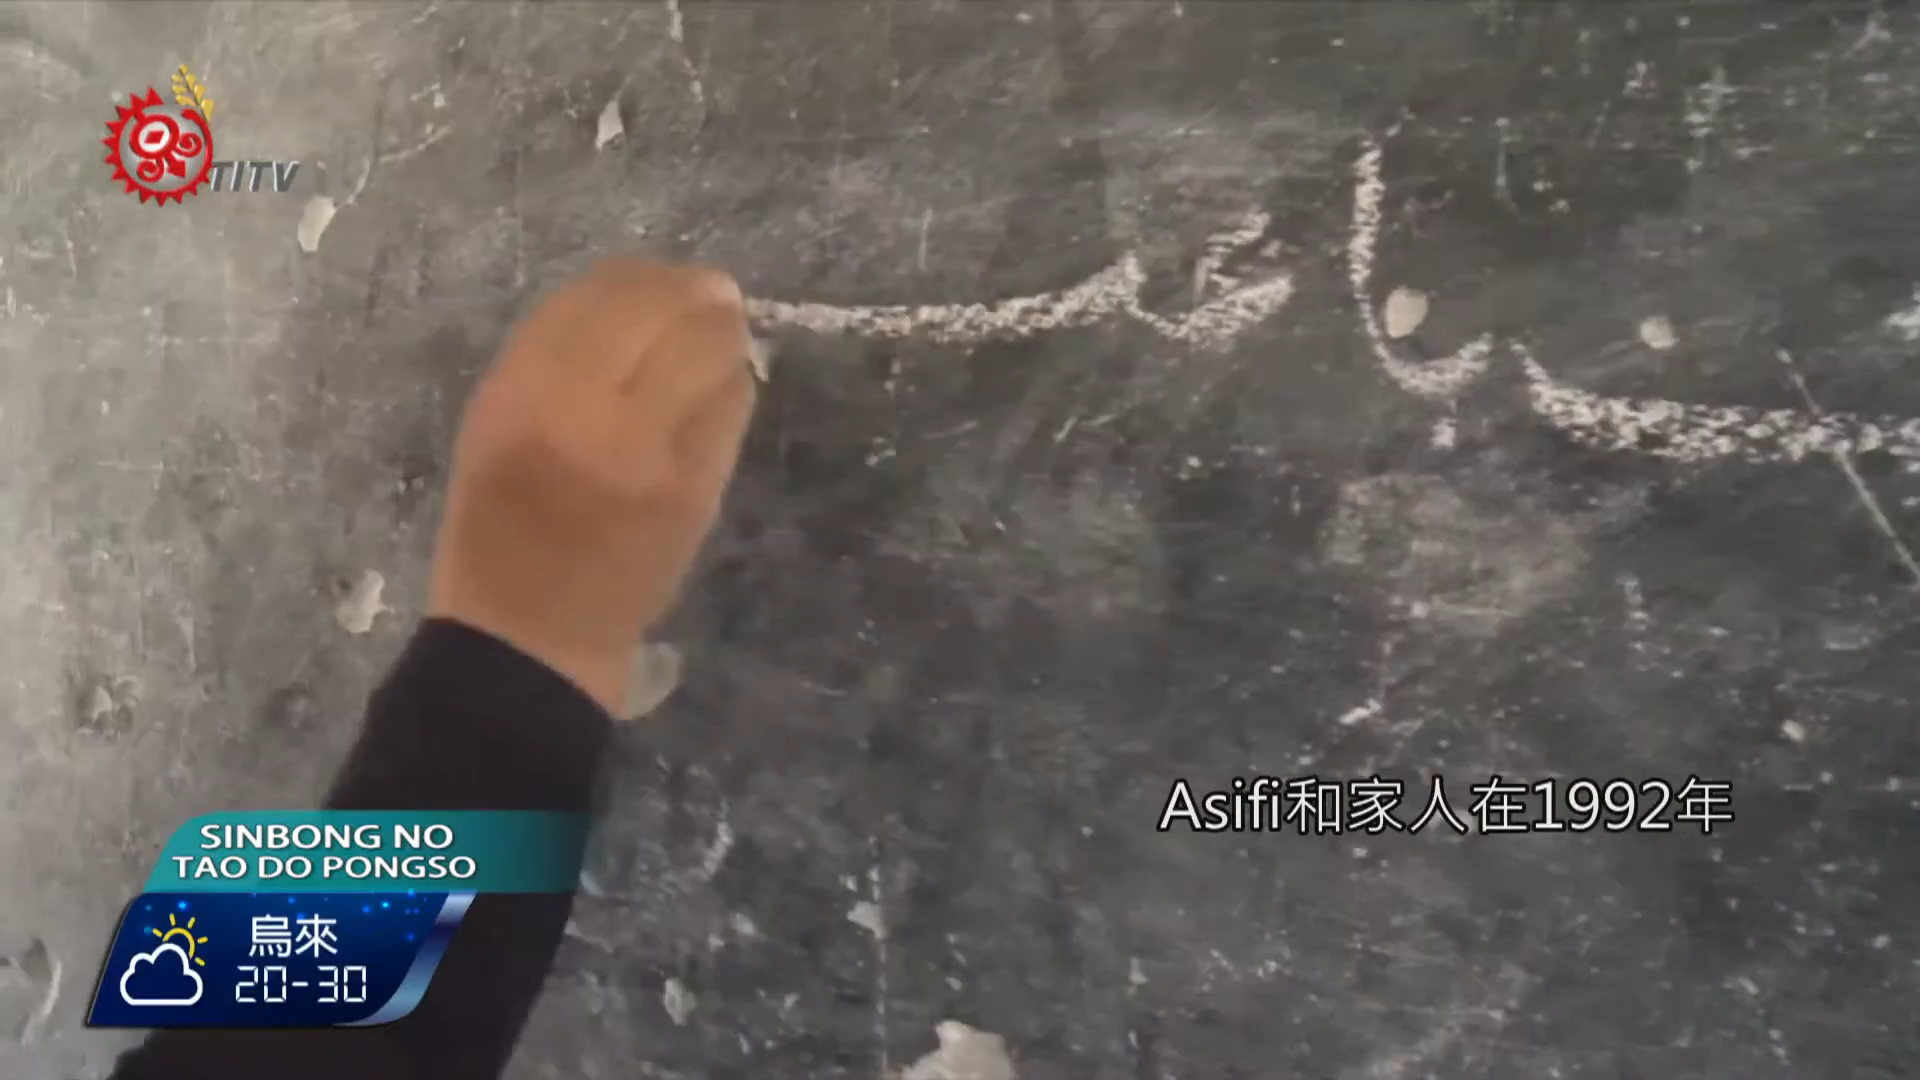 TITV
Asifi和家人在1992年
SINBONG NO
TAO DO PONGSO
烏來
20-30